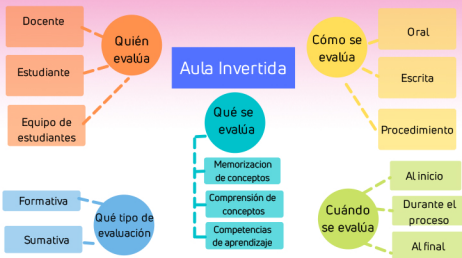 Docente
Estudiante
Equipo de
estudiantes
Quién
evalúa
Aula Invertida
Cómo se
evalúa
Oral
Escrita
Procedimiento
Qué se
evalúa
Memorizacion
de conceptos
Comprensión de
conceptos
Competencias
de aprendizaje
Formativa
Sumativa
Qué tipo de
evaluación
Cuándo
se evalúa
Al inicio
Durante el
proceso
Al final